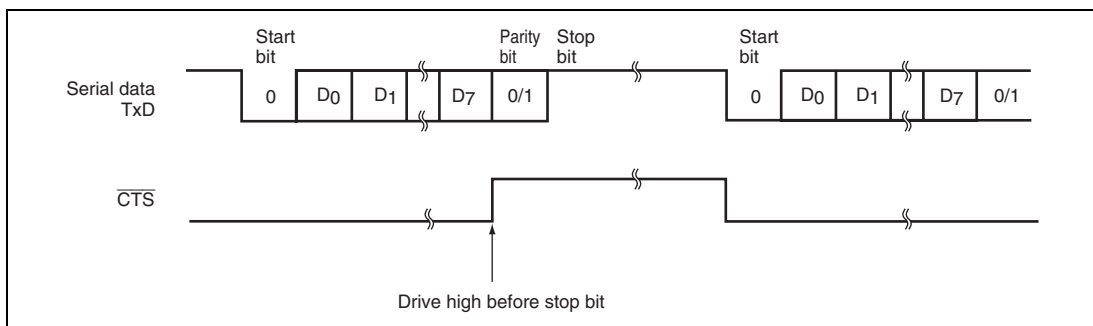 Start bit
Parity bit
Stop bit
Start bit
Serial data TxD
0
D0
D1
D7
0/1
0
D0
D1
D7
0/1
CTS
Drive high before stop bit